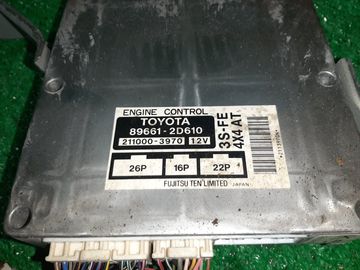 ENGINE CONTROL
TOYOTA
89661-2D610
211000-3970 12V
3S-FE
4X4 AT
26P 16P 22P
FUJITSU TEN LIMITED JAPAN